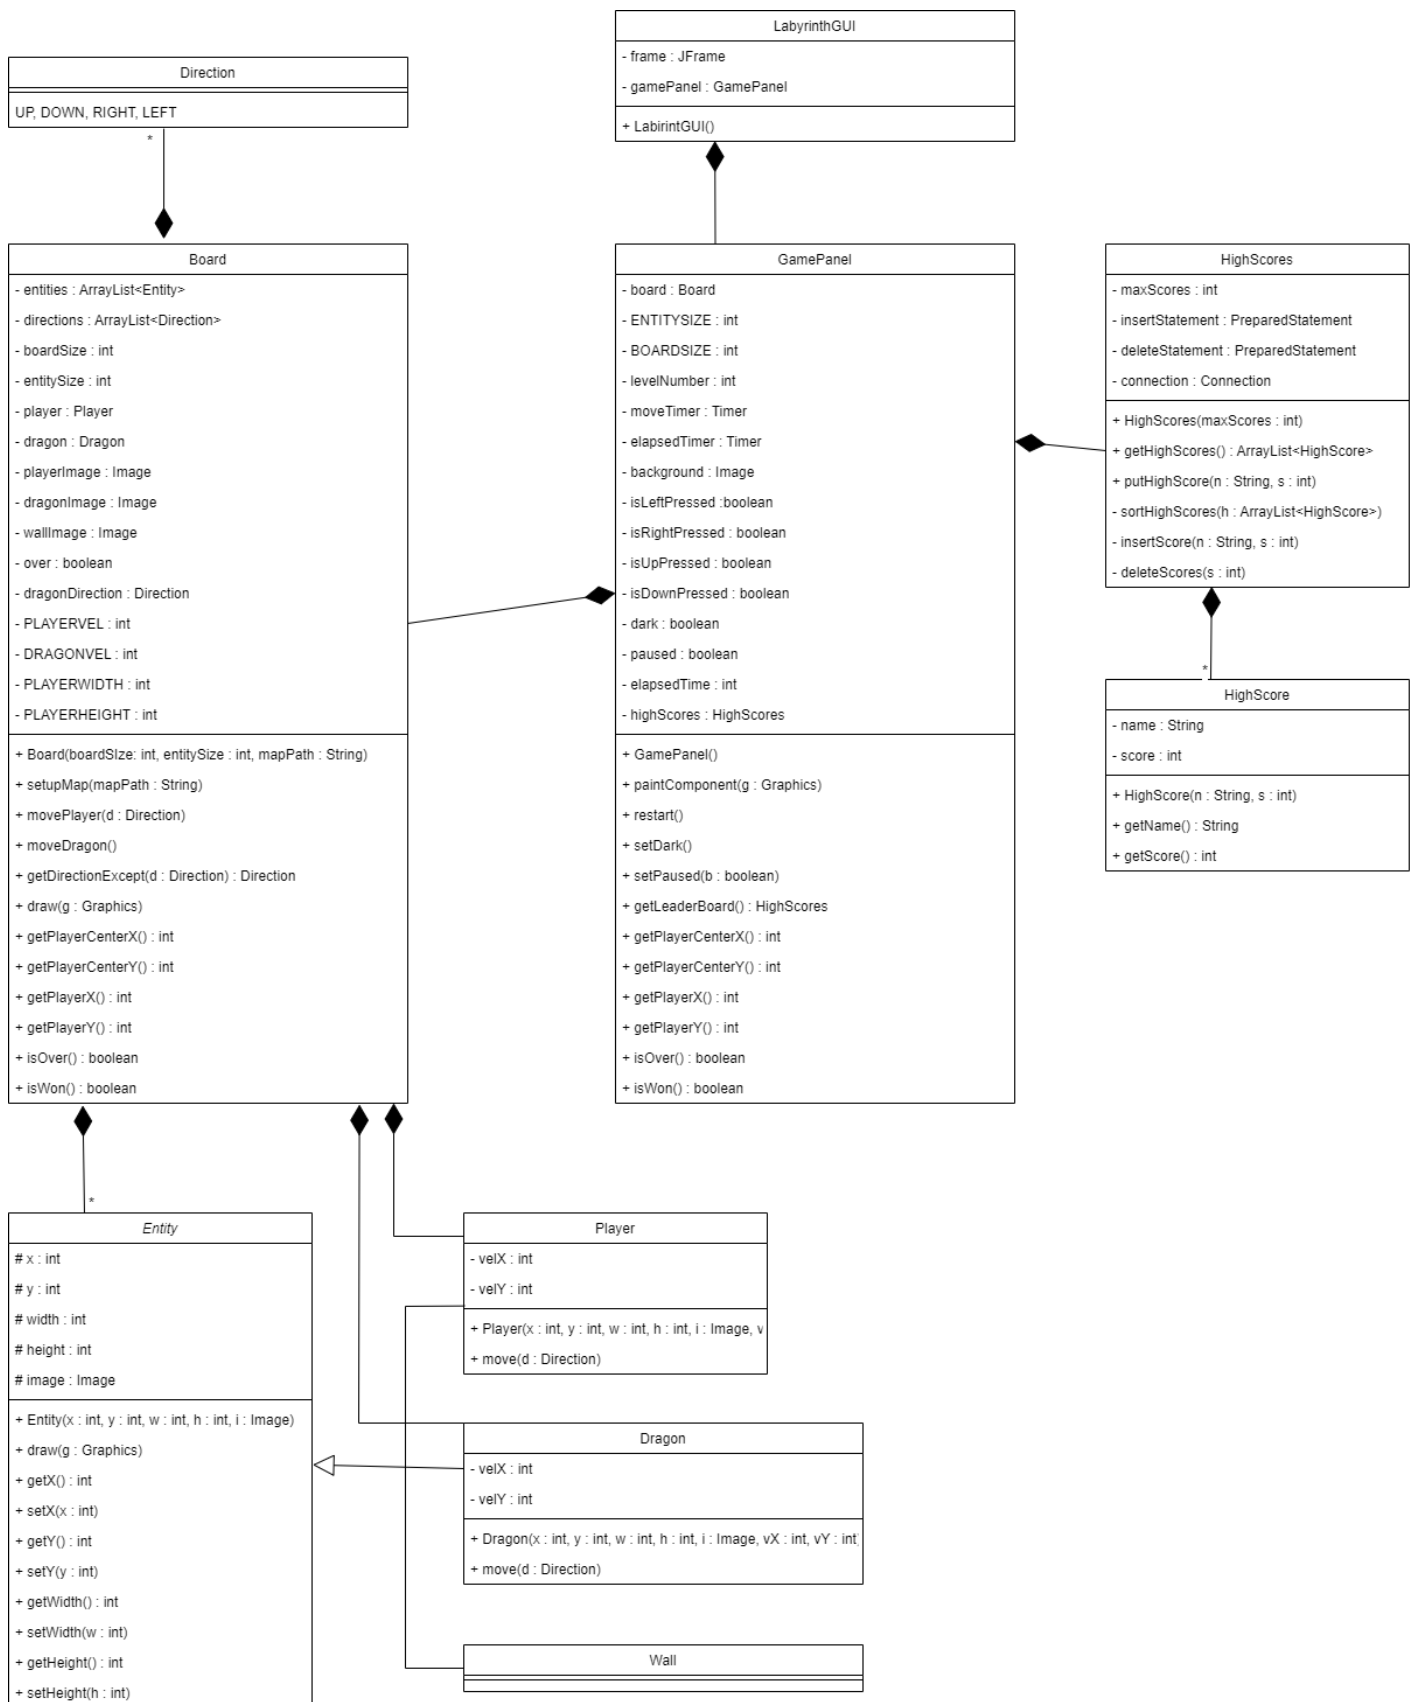 LabyrinthGUI
- frame : JFrame
- gamePanel : GamePanel
+ LabirintGUI()
Direction
UP, DOWN, RIGHT, LEFT
*
Board
- entities : ArrayList<Entity>
- directions : ArrayList<Direction>
- boardSize : int
- entitySize : int
- player : Player
- dragon : Dragon
- playerImage : Image
- dragonImage : Image
- wallImage : Image
- over : boolean
- dragonDirection : Direction
- PLAYERVEL : int
- DRAGONVEL : int
- PLAYERWIDTH : int
- PLAYERHEIGHT : int
+ Board(boardSIze: int, entitySize : int, mapPath : String)
+ setupMap(mapPath : String)
+ movePlayer(d : Direction)
+ moveDragon()
+ getDirectionExcept(d : Direction) : Direction
+ draw(g : Graphics)
+ getPlayerCenterX() : int
+ getPlayerCenterY() : int
+ getPlayerX() : int
+ getPlayerY() : int
+ isOver() : boolean
+ isWon() : boolean
GamePanel
- board : Board
- ENTITYSIZE : int
- BOARDSIZE : int
- levelNumber : int
- moveTimer : Timer
- elapsedTimer : Timer
- background : Image
- isLeftPressed :boolean
- isRightPressed : boolean
- isUpPressed : boolean
- isDownPressed : boolean
- dark : boolean
- paused : boolean
- elapsedTime : int
- highScores : HighScores
+ GamePanel()
+ paintComponent(g : Graphics)
+ restart()
+ setDark()
+ setPaused(b : boolean)
+ getLeaderBoard() : HighScores
+ getPlayerCenterX() : int
+ getPlayerCenterY() : int
+ getPlayerX() : int
+ getPlayerY() : int
+ isOver() : boolean
+ isWon() : boolean
HighScores
- maxScores : int
- insertStatement : PreparedStatement
- deleteStatement : PreparedStatement
- connection : Connection
+ HighScores(maxScores : int)
+ getHighScores() : ArrayList<HighScore>
+ putHighScore(n : String, s : int)
- sortHighScores(h : ArrayList<HighScore>)
- insertScore(n : String, s : int)
- deleteScores(s : int)
*
HighScore
- name : String
- score : int
+ HighScore(n : String, s : int)
+ getName() : String
+ getScore() : int
*
Entity
# x : int
# y : int
# width : int
# height : int
# image : Image
+ Entity(x : int, y : int, w : int, h : int, i : Image)
+ draw(g : Graphics)
+ getX() : int
+ setX(x : int)
+ getY() : int
+ setY(y : int)
+ getWidth() : int
+ setWidth(w : int)
+ getHeight() : int
+ setHeight(h : int)
Player
- velX : int
- velY : int
+ Player(x : int, y : int, w : int, h : int, i : Image,
+ move(d : Direction)
Dragon
- velX : int
- velY : int
+ Dragon(x : int, y : int, w : int, h : int, i : Image, vX : int, vY : int
+ move(d : Direction)
Wall